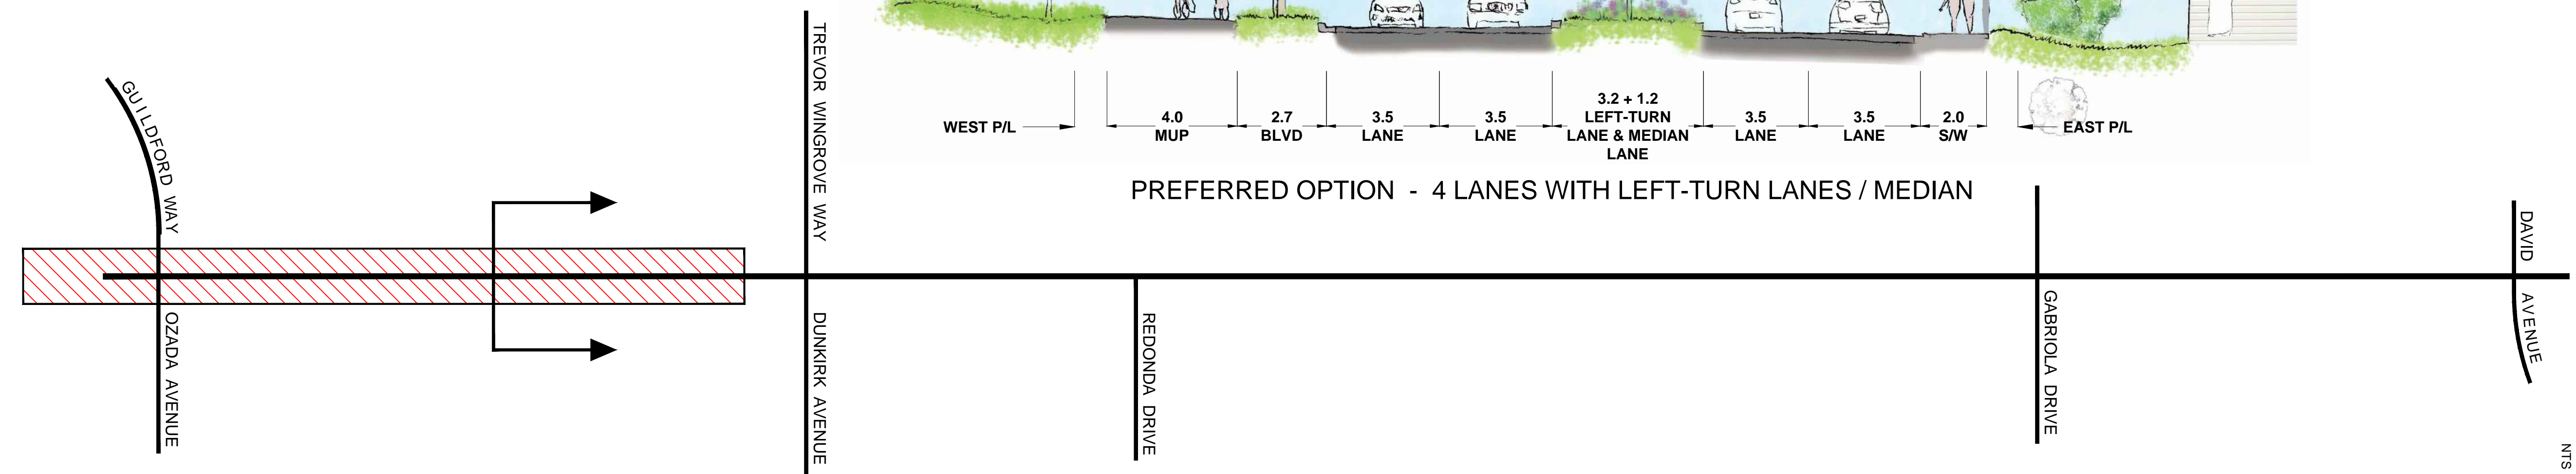 WEST P/L
4.0
MUP
2.7
BLVD
3.5
LANE
3.5
LANE
3.2 + 1.2
LEFT-TURN
LANE & MEDIAN
LANE
3.5
LANE
3.5
LANE
2.0
S/W
EAST P/L
PREFERRED OPTION - 4 LANES WITH LEFT-TURN LANES / MEDIAN
GUILDFORD WAY
OZADA AVENUE
TREVOR WINGROVE WAY
DUNKIRK AVENUE
REDONDA DRIVE
GABRIOLA DRIVE
DAVID
AVENUE
NTS